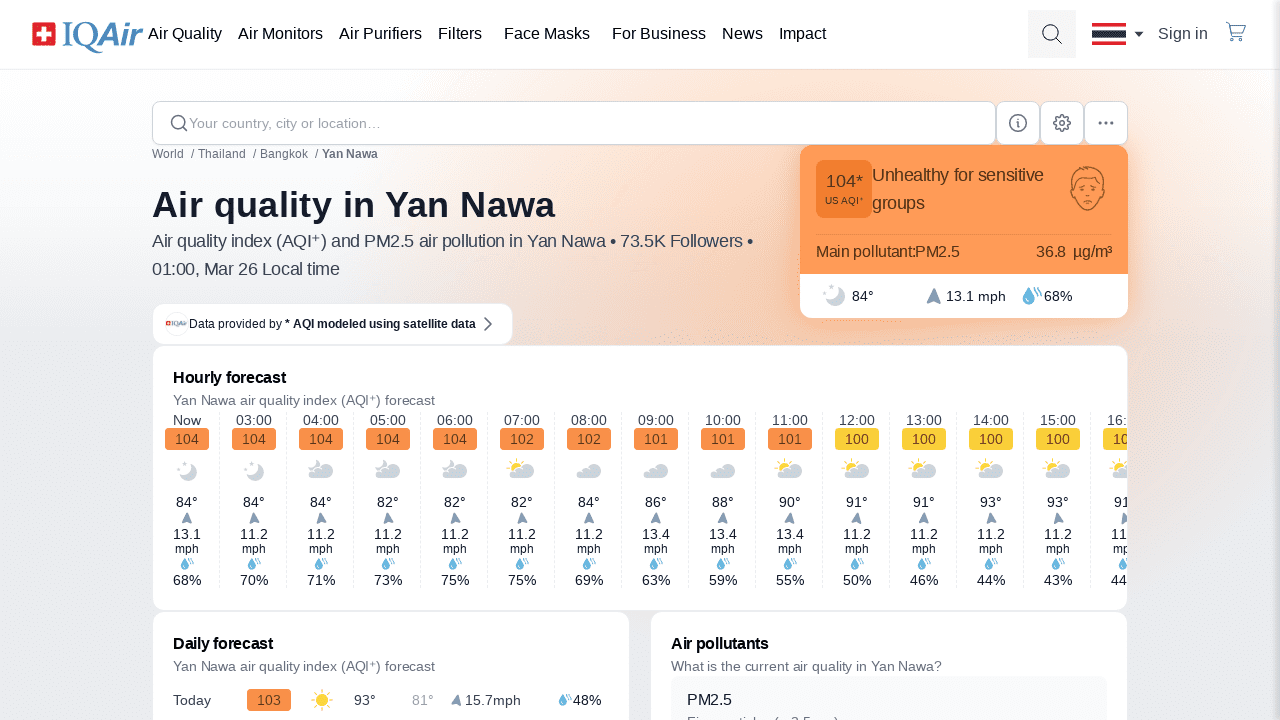 IQAir Air Quality Air Monitors Air Purifiers Filters Face Masks For Business News Impact Sign in
Your country, city or location…
World / Thailand / Bangkok / Yan Nawa
Air quality in Yan Nawa
Air quality index (AQI⁺) and PM2.5 air pollution in Yan Nawa • 73.5K Followers •
01:00, Mar 26 Local time
104*
US AQI⁺
Unhealthy for sensitive
groups
Main pollutant:PM2.5 36.8 µg/m³
84° 13.1 mph 68%
IQAir Data provided by * AQI modeled using satellite data
Hourly forecast
Yan Nawa air quality index (AQI⁺) forecast
Now 03:00 04:00 05:00 06:00 07:00 08:00 09:00 10:00 11:00 12:00 13:00 14:00 15:00
104 104 104 104 104 102 102 101 101 101 100 100 100 100
84° 84° 84° 82° 82° 82° 84° 86° 88° 90° 91° 91° 93° 93°
13.1 11.2 11.2 11.2 11.2 11.2 11.2 13.4 13.4 13.4 11.2 11.2 11.2 11.2
mph mph mph mph mph mph mph mph mph mph mph mph mph mph
68% 70% 71% 73% 75% 75% 69% 63% 59% 55% 50% 46% 44% 43%
Daily forecast
Yan Nawa air quality index (AQI⁺) forecast
Today 103 93° 81° 15.7mph 48%
Air pollutants
What is the current air quality in Yan Nawa?
PM2.5